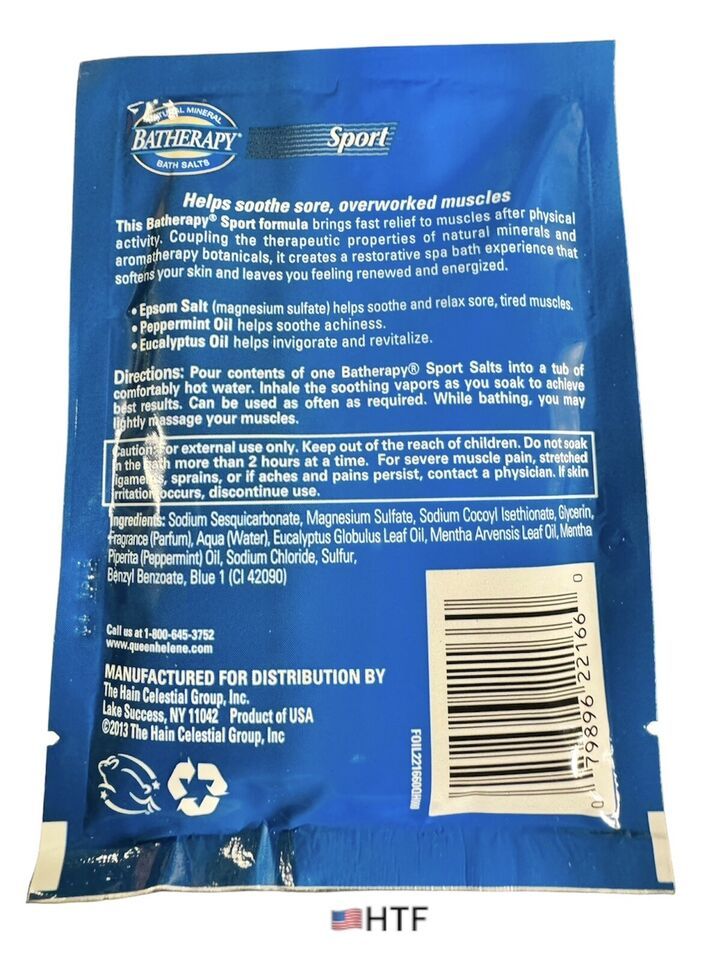 NATURAL MINERAL
BATHERAPY®
BATH SALTS
Sport
Helps soothe sore, overworked muscles
This Batherapy® Sport formula brings fast relief to muscles after physical
activity. Coupling the therapeutic properties of natural minerals and
aromatherapy botanicals, it creates a restorative spa bath experience that
softens your skin and leaves you feeling renewed and energized.
• Epsom Salt (magnesium sulfate) helps soothe and relax sore, tired muscles.
• Peppermint Oil helps soothe achiness.
• Eucalyptus Oil helps invigorate and revitalize.
Directions: Pour contents of one Batherapy® Sport Salts into a tub of
comfortably hot water. Inhale the soothing vapors as you soak to achieve
best results. Can be used as often as required. While bathing, you may
lightly massage your muscles.
Caution: For external use only. Keep out of the reach of children. Do not soak
in the bath more than 2 hours at a time. For severe muscle pain, stretched
ligaments, sprains, or if aches and pains persist, contact a physician. If skin
irritation occurs, discontinue use.
Ingredients: Sodium Sesquicarbonate, Magnesium Sulfate, Sodium Cocoyl Isethionate, Glycerin,
Fragrance (Parfum), Aqua (Water), Eucalyptus Globulus Leaf Oil, Mentha Arvensis Leaf Oil, Mentha
Piperita (Peppermint) Oil, Sodium Chloride, Sulfur,
Benzyl Benzoate, Blue 1 (CI 42090)
Call us at 1-800-645-3752
www.queenhelene.com
MANUFACTURED FOR DISTRIBUTION BY
The Hain Celestial Group, Inc.
Lake Success, NY 11042 Product of USA
©2013 The Hain Celestial Group, Inc
0 79896 22166 0
HTF